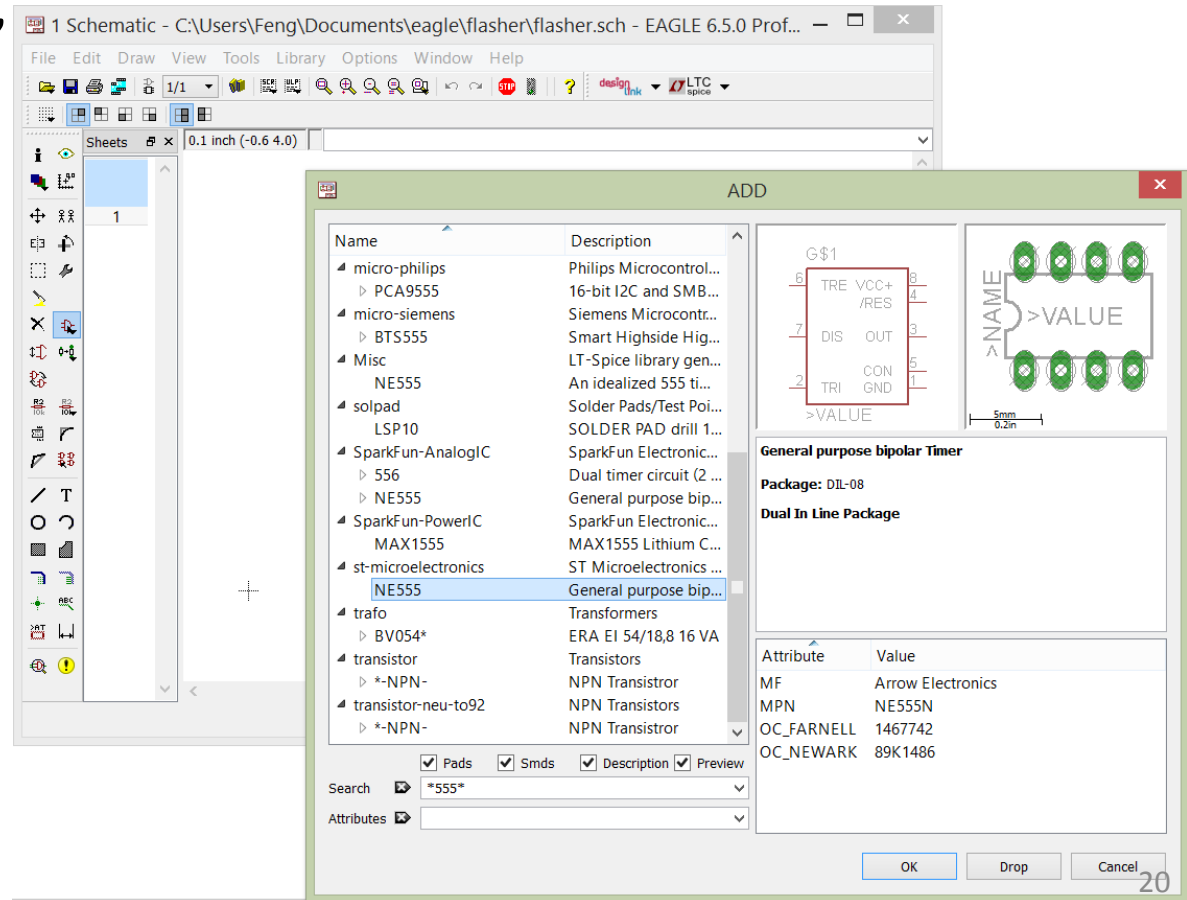 ,
1 Schematic - C:\Users\Feng\Documents\eagle\flasher\flasher.sch - EAGLE 6.5.0 Prof...
File Edit Draw View Tools Library Options Window Help
1/1 SCR ULP STOP ? design link LTC spice
Sheets 0.1 inch (-0.6 4.0)
1
ADD
Name Description
micro-philips Philips Microcontrol...
PCA9555 16-bit I2C and SMB...
micro-siemens Siemens Microcontr...
BTS555 Smart Highside Hig...
Misc LT-Spice library gen...
NE555 An idealized 555 ti...
solpad Solder Pads/Test Poi...
LSP10 SOLDER PAD drill 1...
SparkFun-AnalogIC SparkFun Electronic...
556 Dual timer circuit (2 ...
NE555 General purpose bip...
SparkFun-PowerIC SparkFun Electronic...
MAX1555 MAX1555 Lithium C...
st-microelectronics ST Microelectronics ...
NE555 General purpose bip...
trafo Transformers
BV054* ERA EI 54/18,8 16 VA
transistor Transistors
*-NPN- NPN Transistror
transistor-neu-to92 NPN Transistors
*-NPN- NPN Transistror
Pads Smds Description Preview
Search *555*
Attributes
G$1
6 TRE VCC+ 8
/RES 4
7 DIS OUT 3
CON 5
2 TRI GND 1
>VALUE
>NAME
>VALUE
5mm
0.2in
General purpose bipolar Timer
Package: DIL-08
Dual In Line Package
Attribute Value
MF Arrow Electronics
MPN NE555N
OC_FARNELL 1467742
OC_NEWARK 89K1486
OK Drop Cancel
20